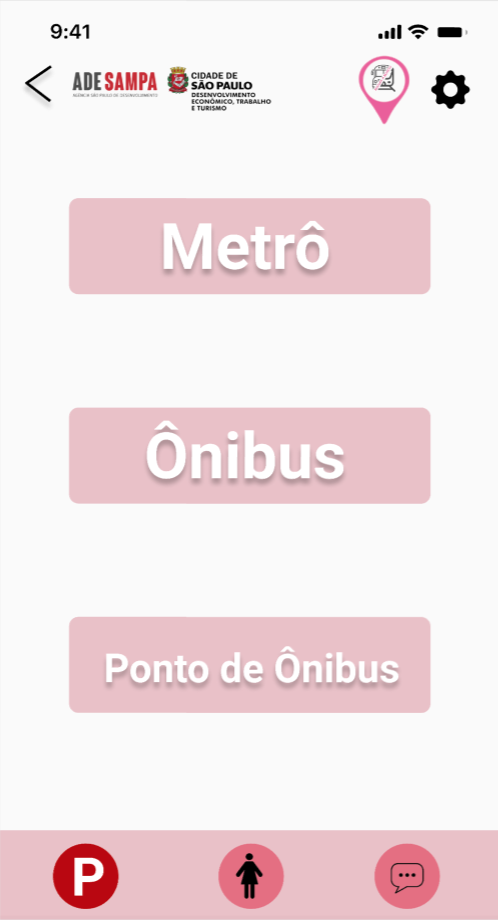 9:41
ADE SAMPA
AGÊNCIA SÃO PAULO DE DESENVOLVIMENTO
CIDADE DE
SÃO PAULO
DESENVOLVIMENTO
ECONÔMICO, TRABALHO
E TURISMO
Metrô
Ônibus
Ponto de Ônibus
P